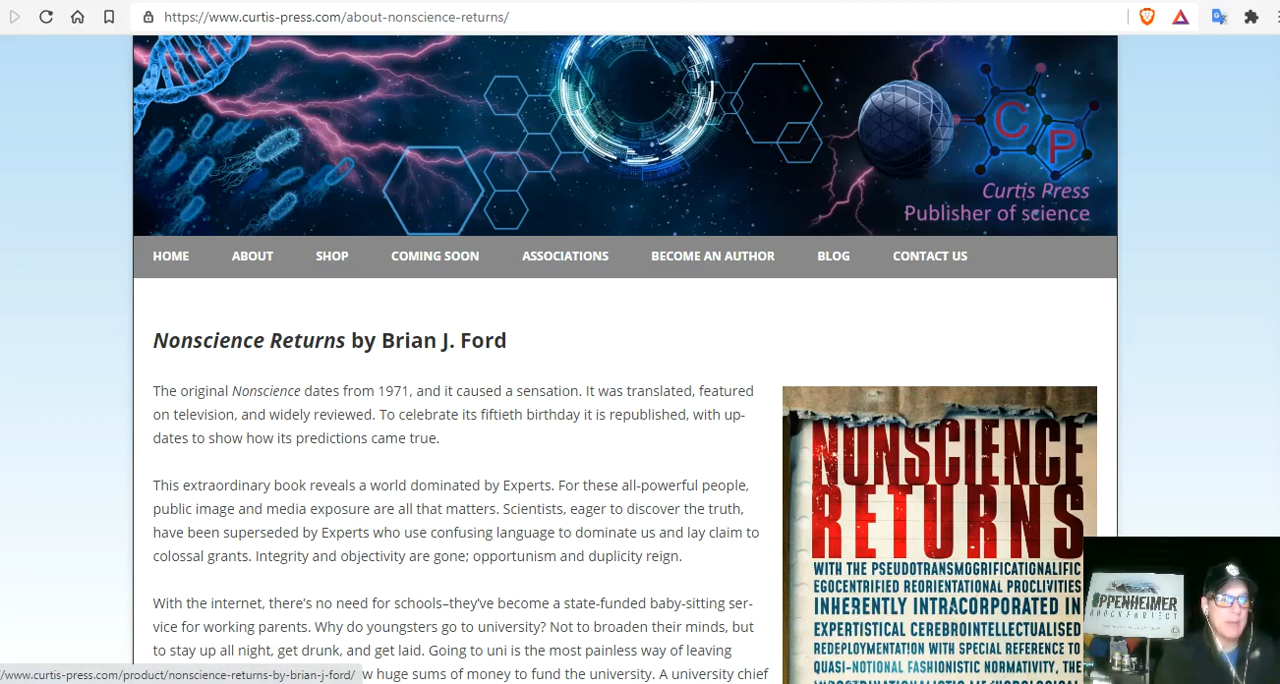 https://www.curtis-press.com/about-nonscience-returns/
C
P
Curtis Press
Publisher of science
HOME ABOUT SHOP COMING SOON ASSOCIATIONS BECOME AN AUTHOR BLOG CONTACT US
Nonscience Returns by Brian J. Ford
The original Nonscience dates from 1971, and it caused a sensation. It was translated, featured
on television, and widely reviewed. To celebrate its fiftieth birthday it is republished, with up-
dates to show how its predictions came true.
This extraordinary book reveals a world dominated by Experts. For these all-powerful people,
public image and media exposure are all that matters. Scientists, eager to discover the truth,
have been superseded by Experts who use confusing language to dominate us and lay claim to
colossal grants. Integrity and objectivity are gone; opportunism and duplicity reign.
With the internet, there's no need for schools–they've become a state-funded baby-sitting ser-
vice for working parents. Why do youngsters go to university? Not to broaden their minds, but
to stay up all night, get drunk, and get laid. Going to uni is the most painless way of leaving
w huge sums of money to fund the university. A university chief
/www.curtis-press.com/product/nonscience-returns-by-brian-j-ford/
NONSCIENCE
RETURNS
WITH THE PSEUDOTRANSMOGRIFICATIONALIFIC
EGOCENTRIFIED REORIENTATIONAL PROCLIVITIES
INHERENTLY INTRACORPORATED IN
EXPERTISTICAL CEREBROINTELLECTUALISED
REDEPLOYMENTATION WITH SPECIAL REFERENCE TO
QUASI-NOTIONAL FASHIONISTIC NORMATIVITY, THE
OPPENHEIMER